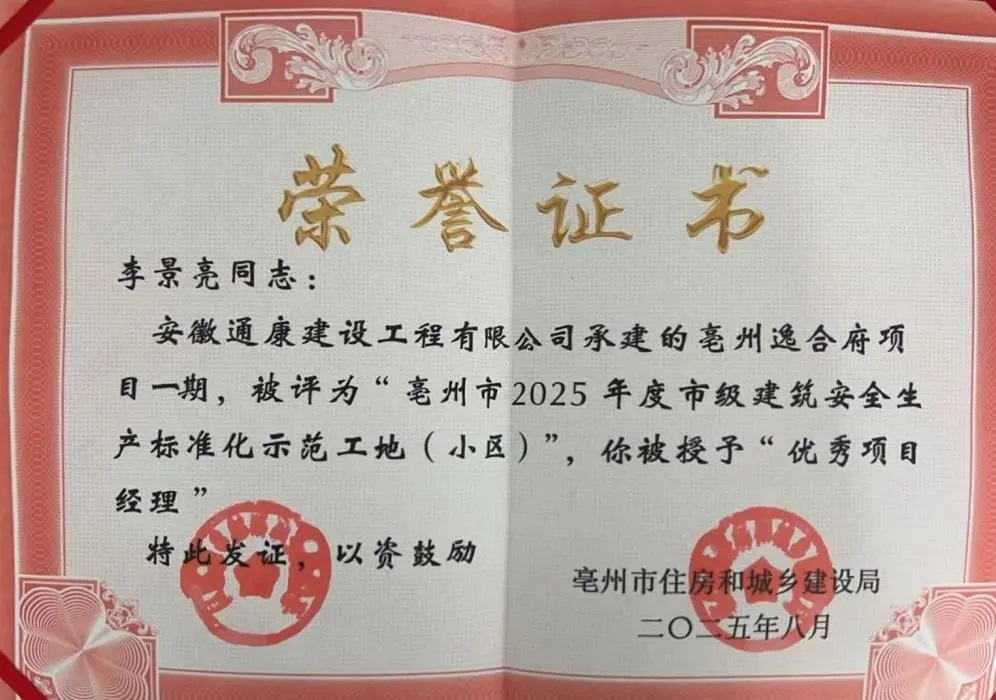 荣誉证书
李景亮同志：
安徽通康建设工程有限公司承建的亳州逸合府项
目一期，被评为“亳州市2025年度市级建筑安全生
产标准化示范工地（小区）”，你被授予“优秀项目
经理”
特此发证，以资鼓励
亳州市住房和城乡建设局
二〇二五年八月